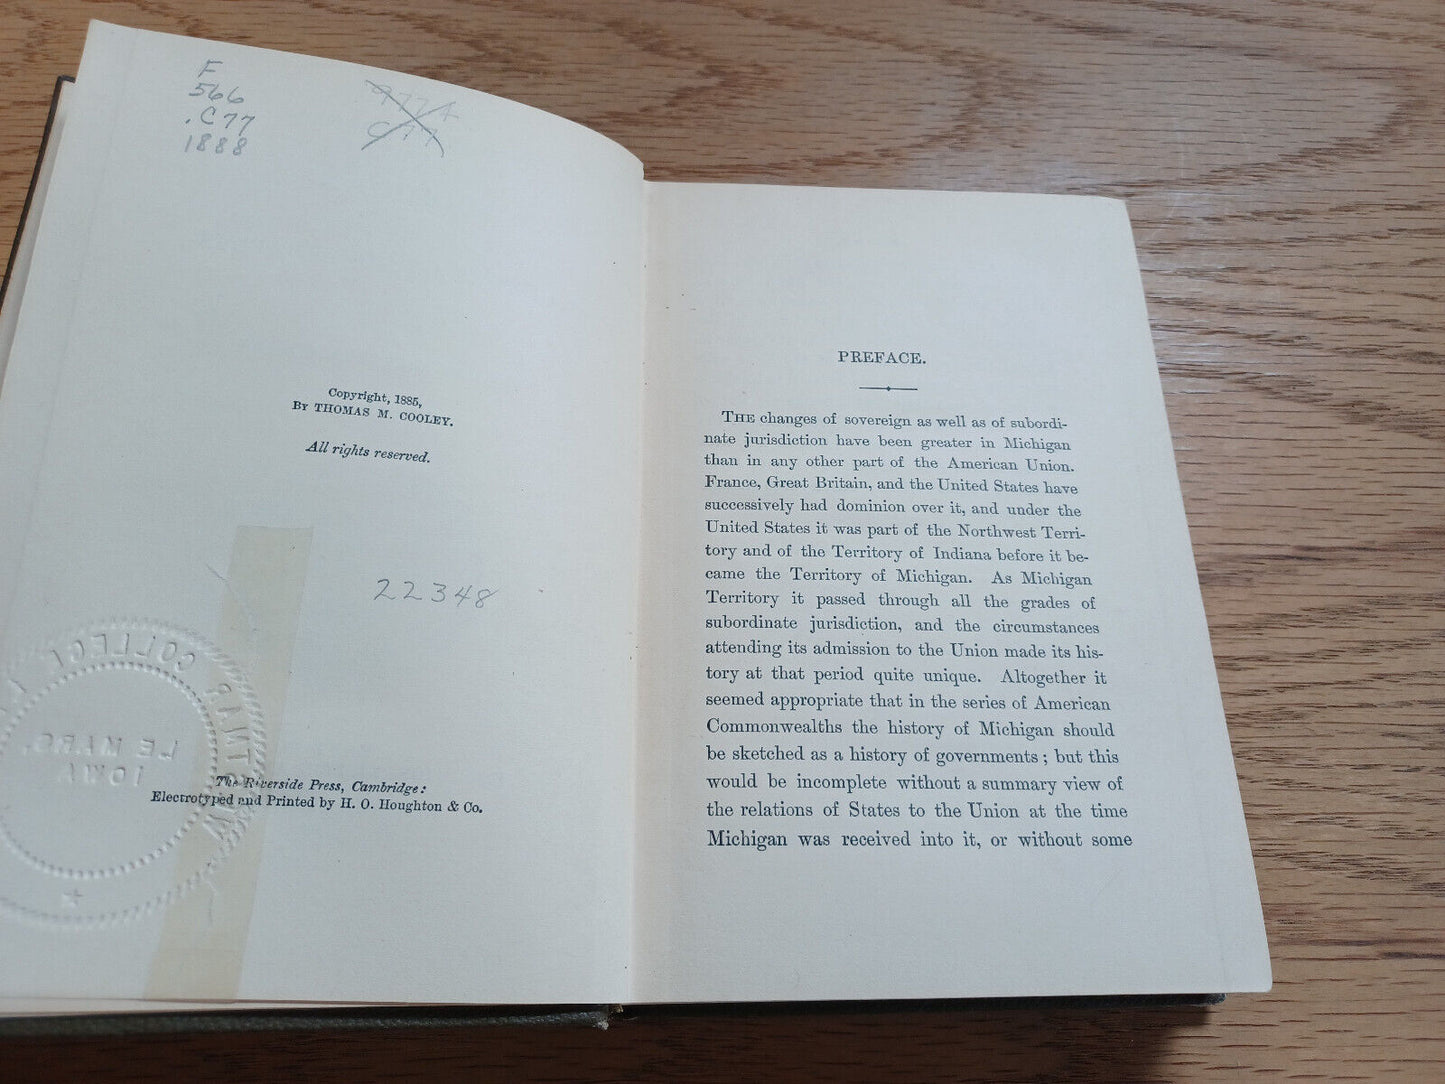 F
566
.C77
1888
977.4
C77
Copyright, 1885,
By THOMAS M. COOLEY.
All rights reserved.
22348
WESTMAR COLLEGE
LE MARS,
IOWA
The Riverside Press, Cambridge:
Electrotyped and Printed by H. O. Houghton & Co.
PREFACE.
THE changes of sovereign as well as of subordi-
nate jurisdiction have been greater in Michigan
than in any other part of the American Union.
France, Great Britain, and the United States have
successively had dominion over it, and under the
United States it was part of the Northwest Terri-
tory and of the Territory of Indiana before it be-
came the Territory of Michigan. As Michigan
Territory it passed through all the grades of
subordinate jurisdiction, and the circumstances
attending its admission to the Union made its his-
tory at that period quite unique. Altogether it
seemed appropriate that in the series of American
Commonwealths the history of Michigan should
be sketched as a history of governments; but this
would be incomplete without a summary view of
the relations of States to the Union at the time
Michigan was received into it, or without some